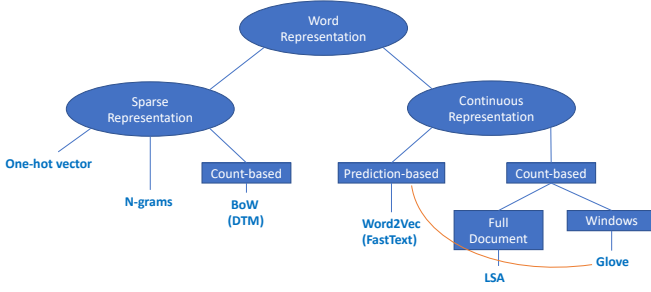 Word
Representation
Sparse
Representation
Continuous
Representation
One-hot vector
N-grams
Count-based
BoW
(DTM)
Prediction-based
Word2Vec
(FastText)
Count-based
Full
Document
LSA
Windows
Glove